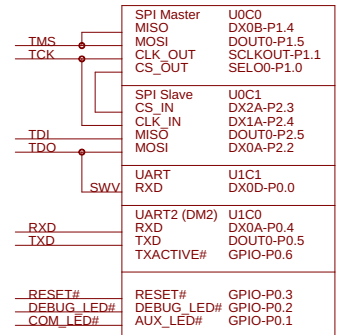 SPI Master U0C0
MISO DX0B-P1.4
TMS MOSI DOUT0-P1.5
TCK CLK_OUT SCLKOUT-P1.1
CS_OUT SELO0-P1.0
SPI Slave U0C1
CS_IN DX2A-P2.3
CLK_IN DX1A-P2.4
TDI MISO DOUT0-P2.5
TDO MOSI DX0A-P2.2
UART U1C1
SWV RXD DX0D-P0.0
UART2 (DM2) U1C0
RXD RXD DX0A-P0.4
TXD TXD DOUT0-P0.5
TXACTIVE# GPIO-P0.6
RESET# RESET# GPIO-P0.3
DEBUG_LED# DEBUG_LED# GPIO-P0.2
COM_LED# AUX_LED# GPIO-P0.1